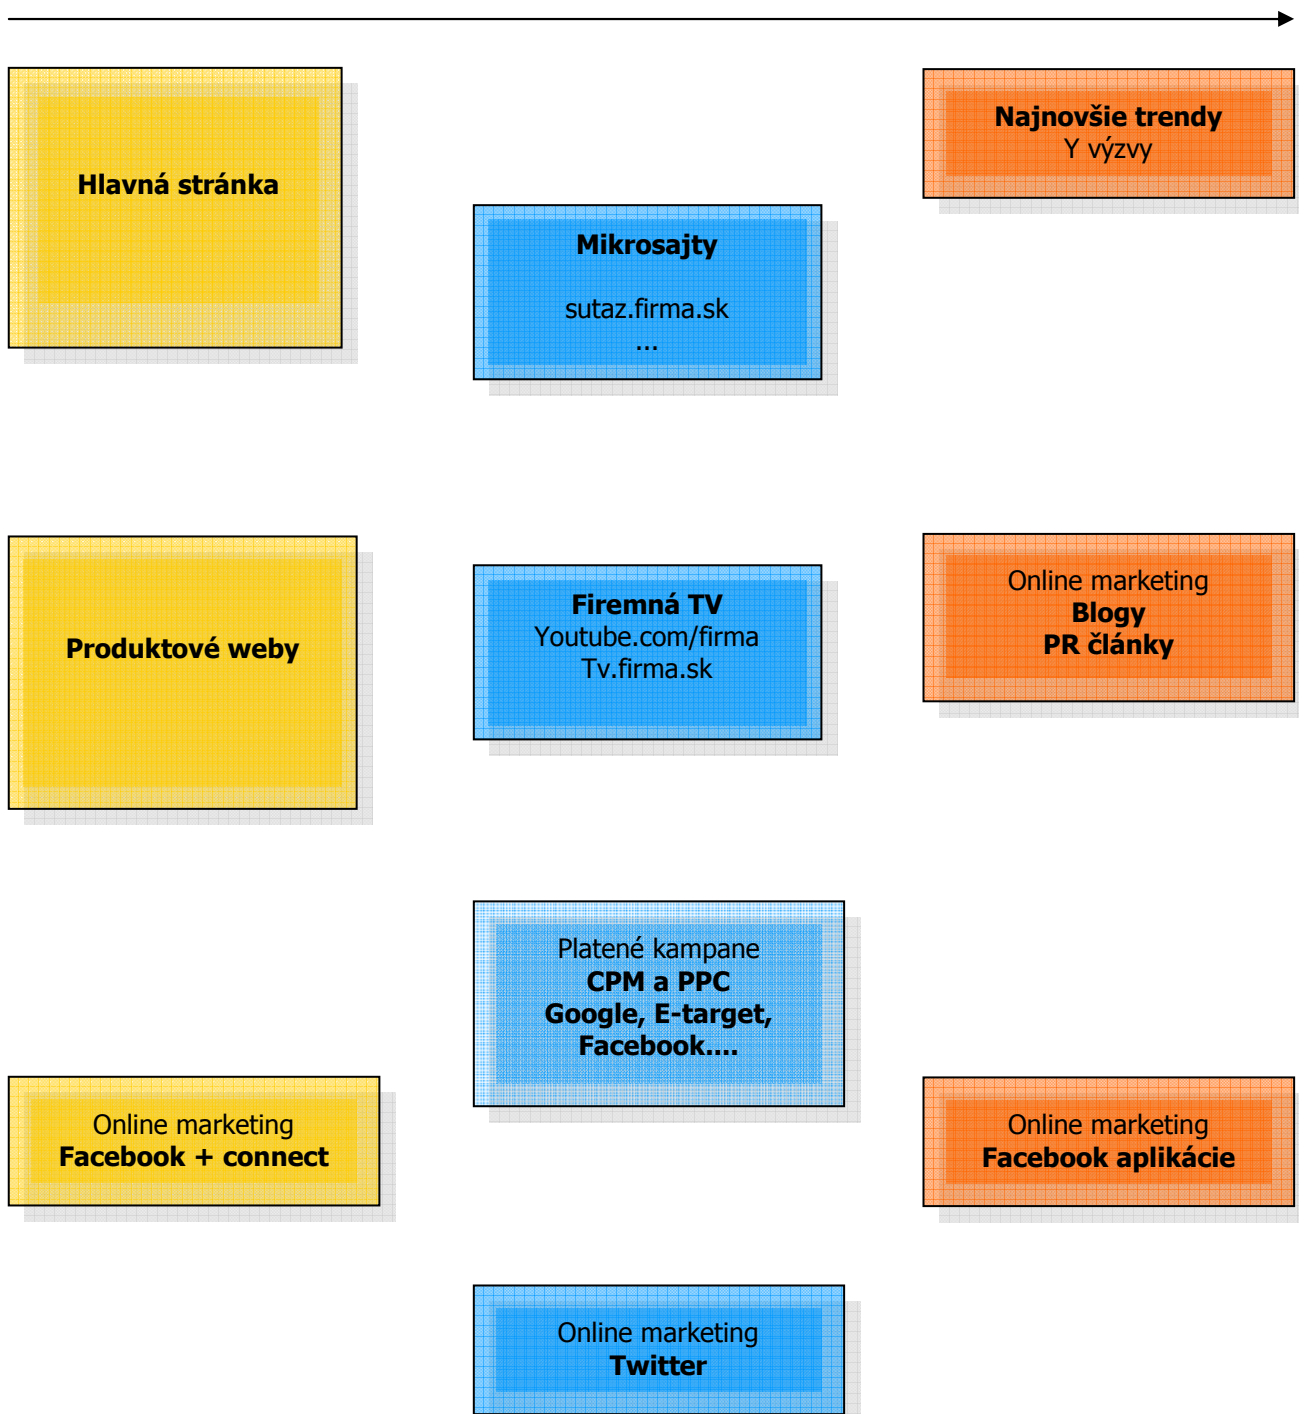 Hlavná stránka
Najnovšie trendy
Y výzvy
Mikrosajty
sutaz.firma.sk
...
Produktové weby
Firemná TV
Youtube.com/firma
Tv.firma.sk
Online marketing
Blogy
PR články
Platené kampane
CPM a PPC
Google, E-target,
Facebook....
Online marketing
Facebook + connect
Online marketing
Facebook aplikácie
Online marketing
Twitter